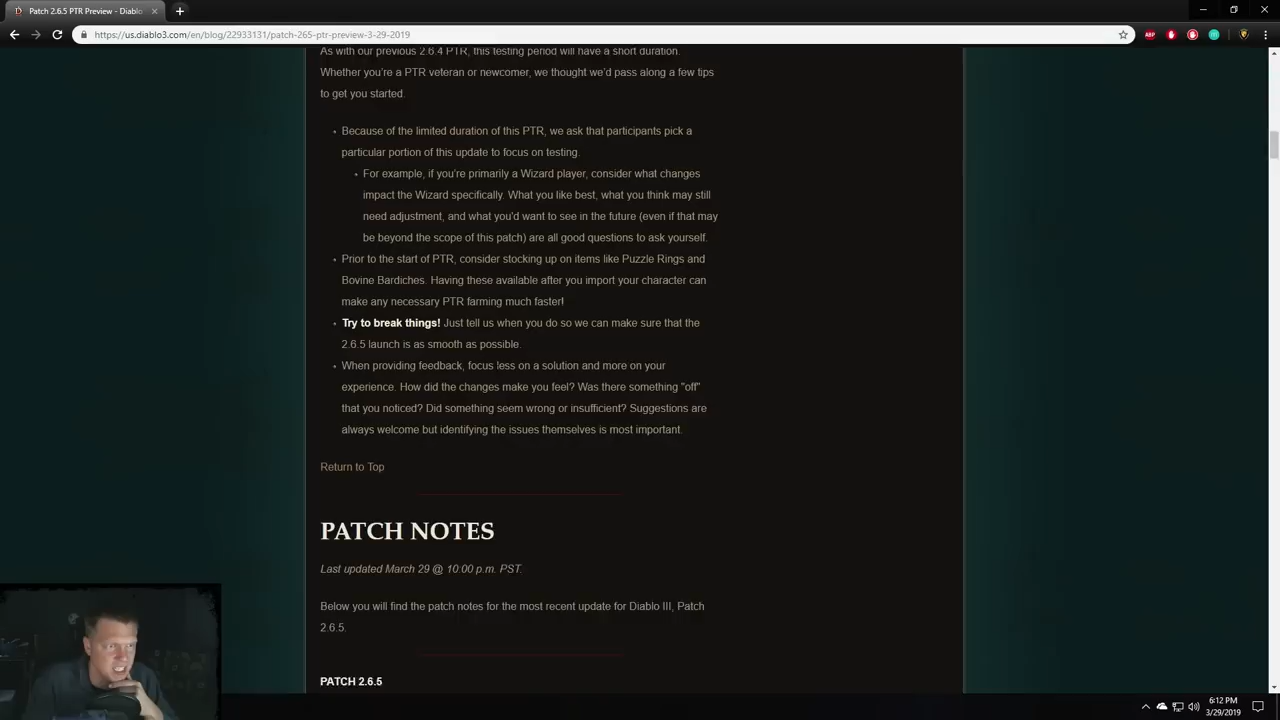 Patch 2.6.5 PTR Preview - Diablo
https://us.diablo3.com/en/blog/22933131/patch-265-ptr-preview-3-29-2019
ABP
As with our previous 2.6.4 PTR, this testing period will have a short duration.
Whether you're a PTR veteran or newcomer, we thought we'd pass along a few tips
to get you started.
Because of the limited duration of this PTR, we ask that participants pick a
particular portion of this update to focus on testing.
For example, if you're primarily a Wizard player, consider what changes
impact the Wizard specifically. What you like best, what you think may still
need adjustment, and what you'd want to see in the future (even if that may
be beyond the scope of this patch) are all good questions to ask yourself.
Prior to the start of PTR, consider stocking up on items like Puzzle Rings and
Bovine Bardiches. Having these available after you import your character can
make any necessary PTR farming much faster!
Try to break things! Just tell us when you do so we can make sure that the
2.6.5 launch is as smooth as possible.
When providing feedback, focus less on a solution and more on your
experience. How did the changes make you feel? Was there something "off"
that you noticed? Did something seem wrong or insufficient? Suggestions are
always welcome but identifying the issues themselves is most important.
Return to Top
PATCH NOTES
Last updated March 29 @ 10:00 p.m. PST.
Below you will find the patch notes for the most recent update for Diablo III, Patch
2.6.5.
PATCH 2.6.5
6:12 PM
3/29/2019